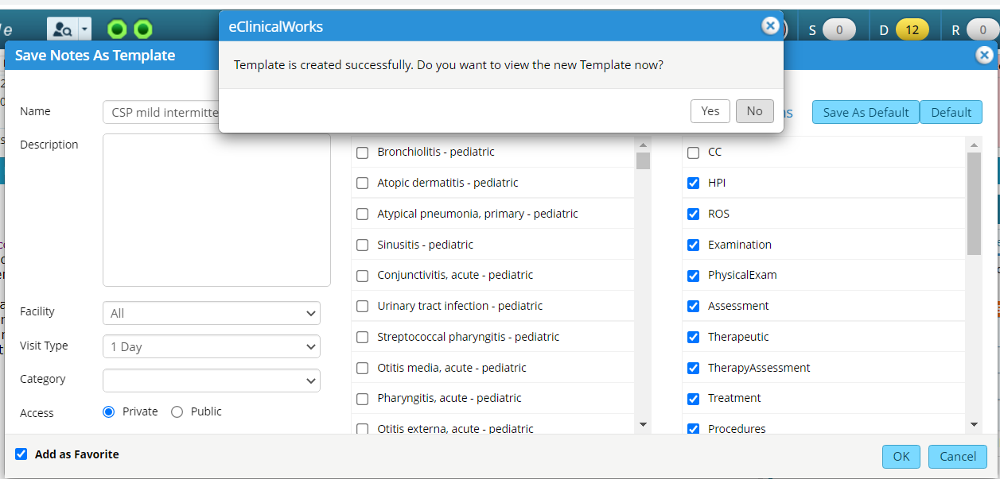 eClinicalWorks
S 0 D 12 R 0
Save Notes As Template
Template is created successfully. Do you want to view the new Template now?
Yes No
Name CSP mild intermitte
Save As Default Default
Description
Bronchiolitis - pediatric
Atopic dermatitis - pediatric
Atypical pneumonia, primary - pediatric
Sinusitis - pediatric
Conjunctivitis, acute - pediatric
Urinary tract infection - pediatric
Streptococcal pharyngitis - pediatric
Otitis media, acute - pediatric
Pharyngitis, acute - pediatric
Otitis externa, acute - pediatric
CC
HPI
ROS
Examination
PhysicalExam
Assessment
Therapeutic
TherapyAssessment
Treatment
Procedures
Facility All
Visit Type 1 Day
Category
Access Private Public
Add as Favorite
OK Cancel